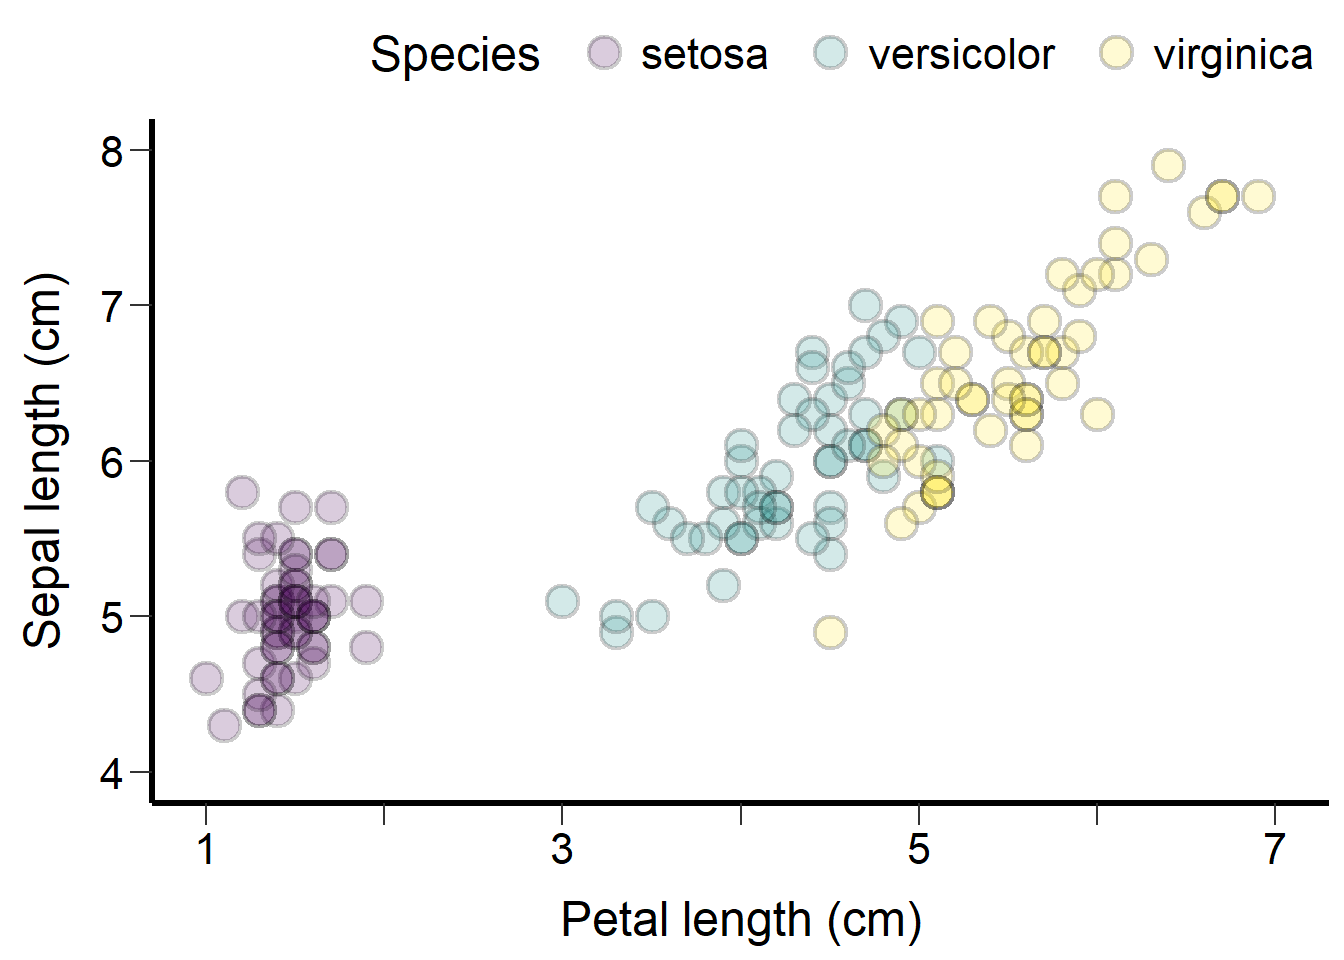 Species setosa versicolor virginica
8
7
6
5
4
Sepal length (cm)
1 3 5 7
Petal length (cm)